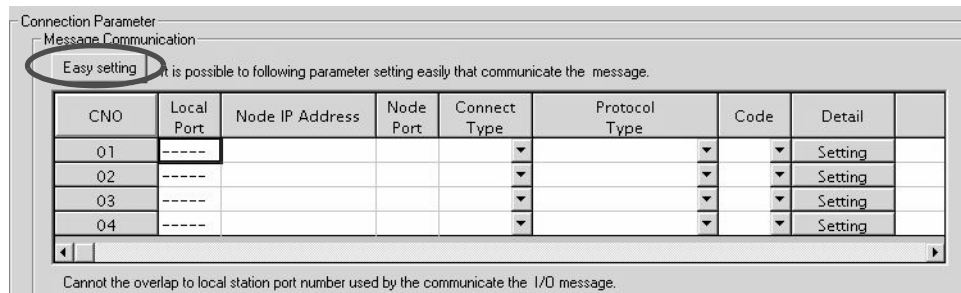 Connection Parameter
Message Communication
Easy setting It is possible to following parameter setting easily that communicate the message.
CNO Local Port Node IP Address Node Port Connect Type Protocol Type Code Detail
01 ----- Setting
02 ----- Setting
03 ----- Setting
04 ----- Setting
Cannot the overlap to local station port number used by the communicate the I/O message.